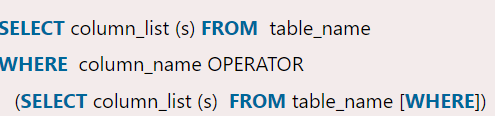 SELECT column_list (s) FROM table_name
WHERE column_name OPERATOR
(SELECT column_list (s) FROM table_name [WHERE])